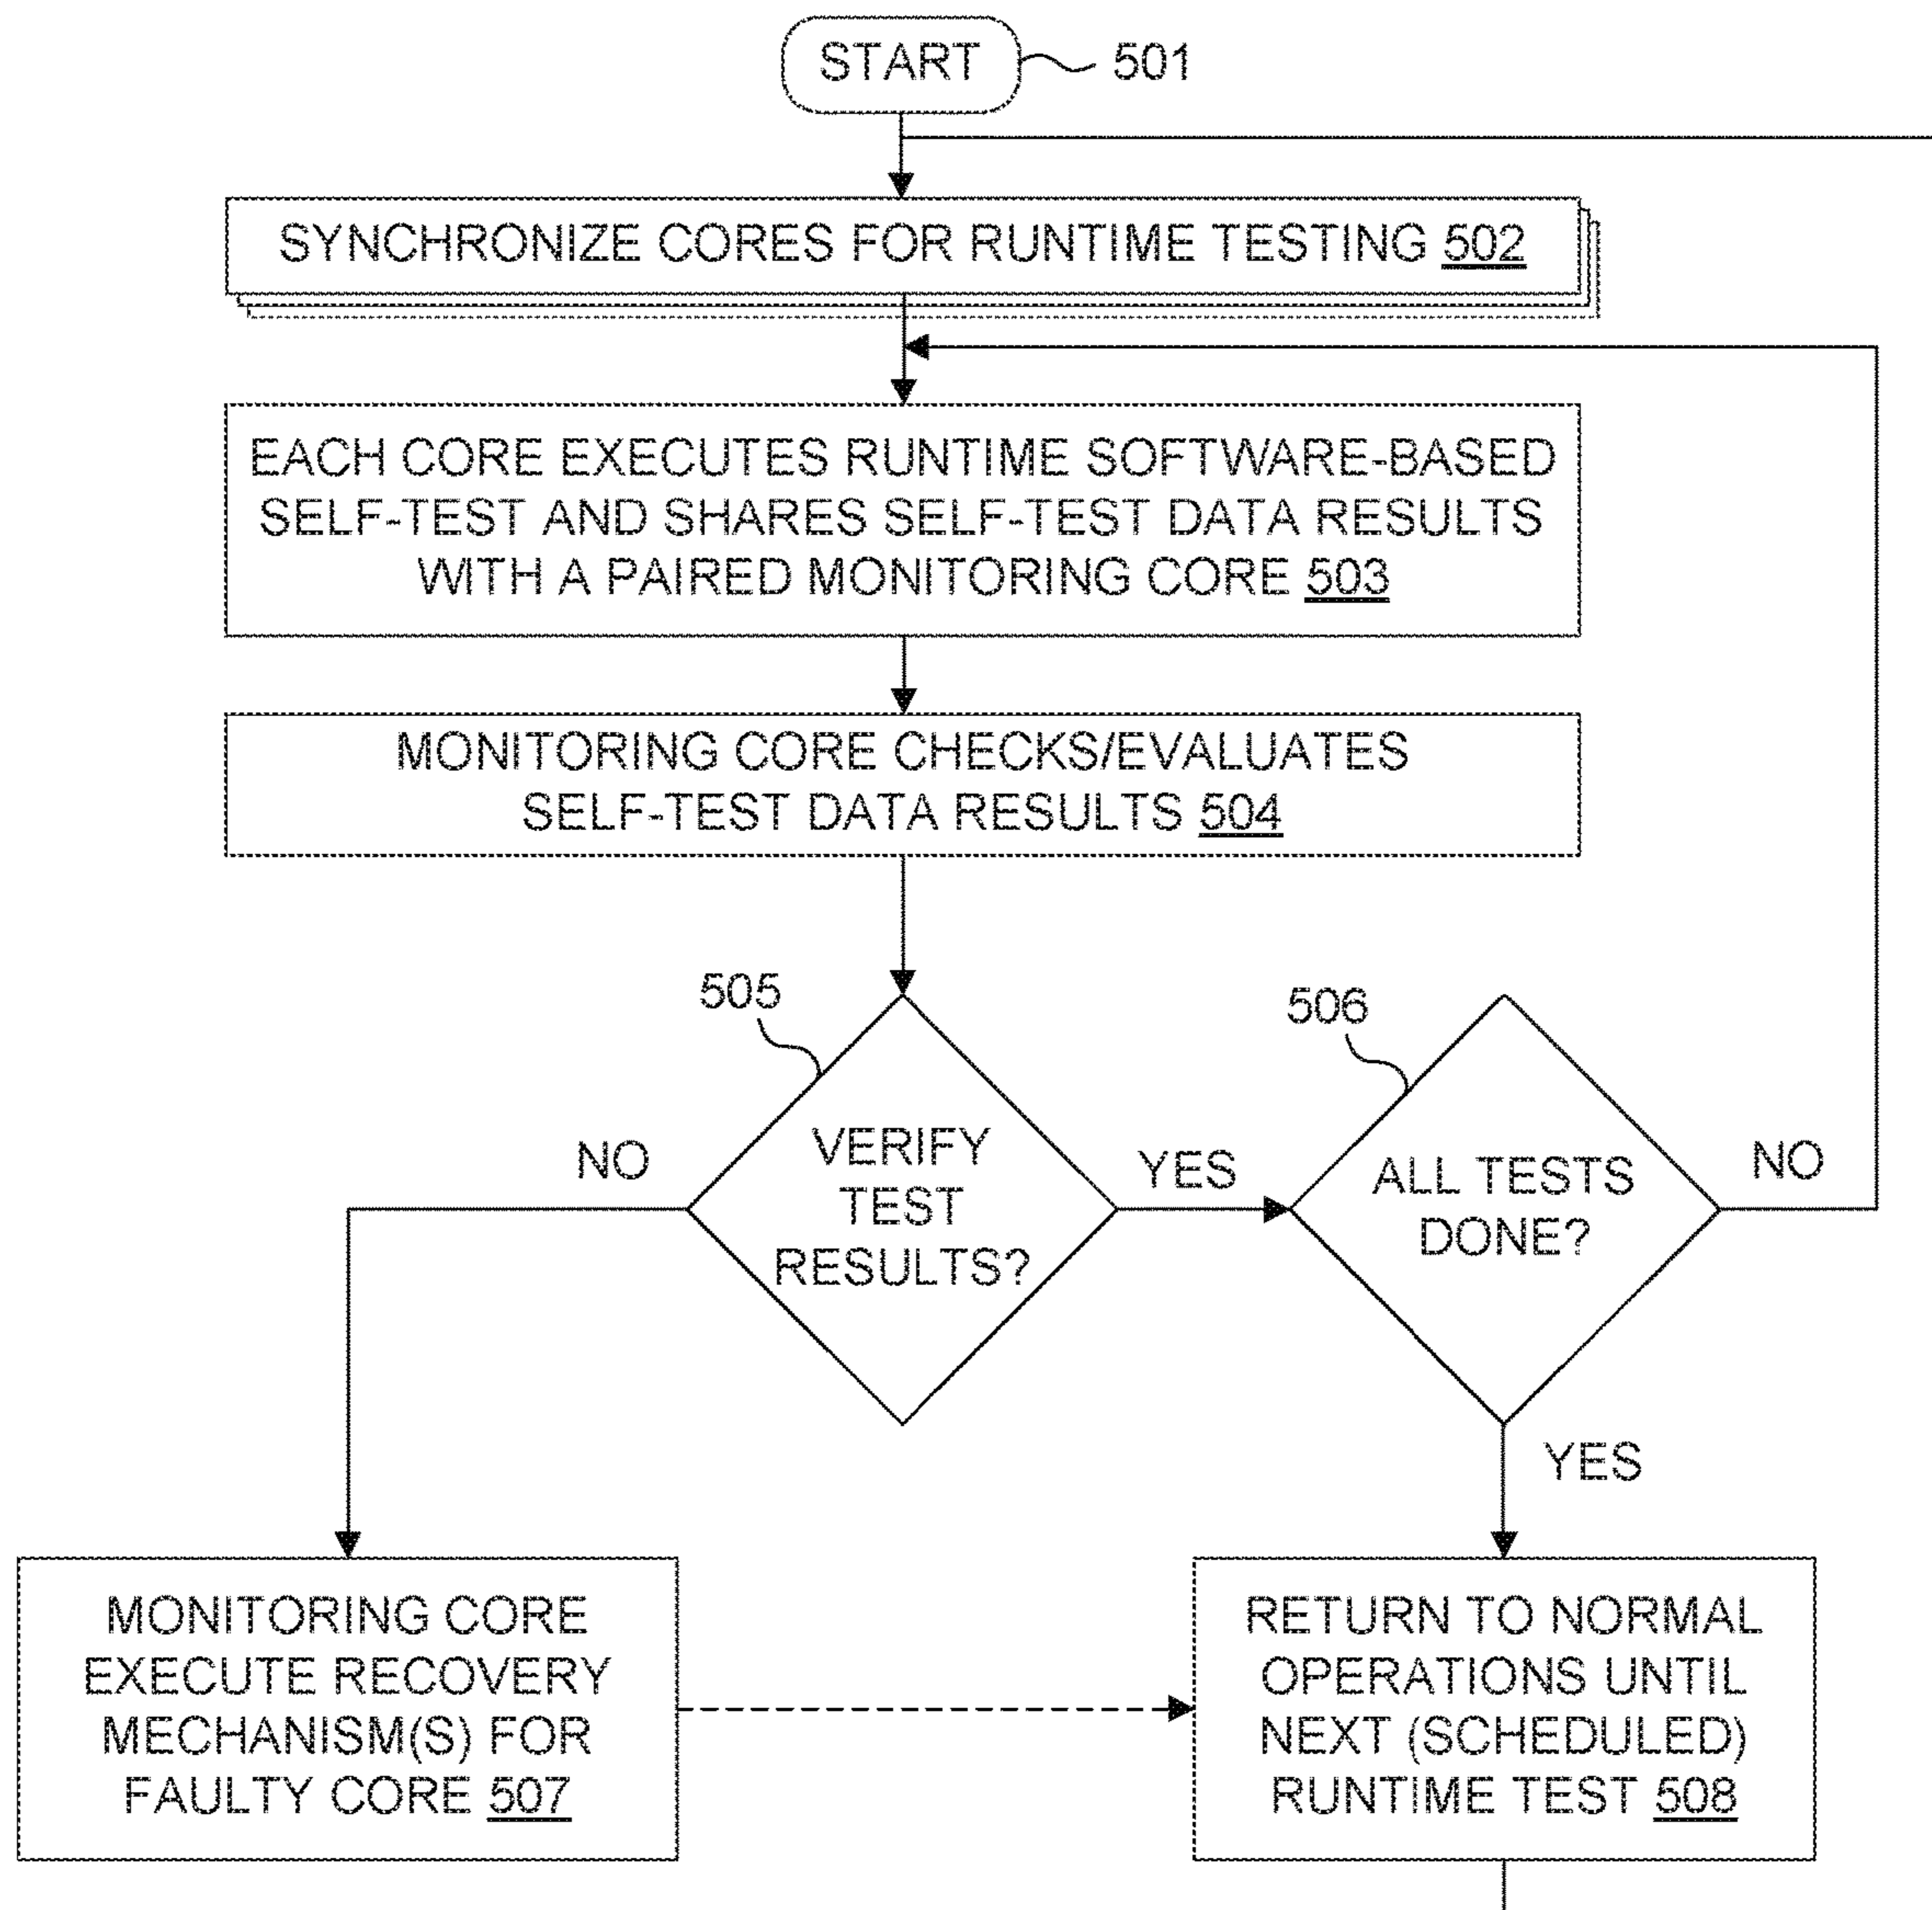 START
501
SYNCHRONIZE CORES FOR RUNTIME TESTING 502
EACH CORE EXECUTES RUNTIME SOFTWARE-BASED
SELF-TEST AND SHARES SELF-TEST DATA RESULTS
WITH A PAIRED MONITORING CORE 503
MONITORING CORE CHECKS/EVALUATES
SELF-TEST DATA RESULTS 504
505
VERIFY
TEST
RESULTS?
NO
YES
506
ALL TESTS
DONE?
NO
YES
MONITORING CORE
EXECUTE RECOVERY
MECHANISM(S) FOR
FAULTY CORE 507
RETURN TO NORMAL
OPERATIONS UNTIL
NEXT (SCHEDULED)
RUNTIME TEST 508